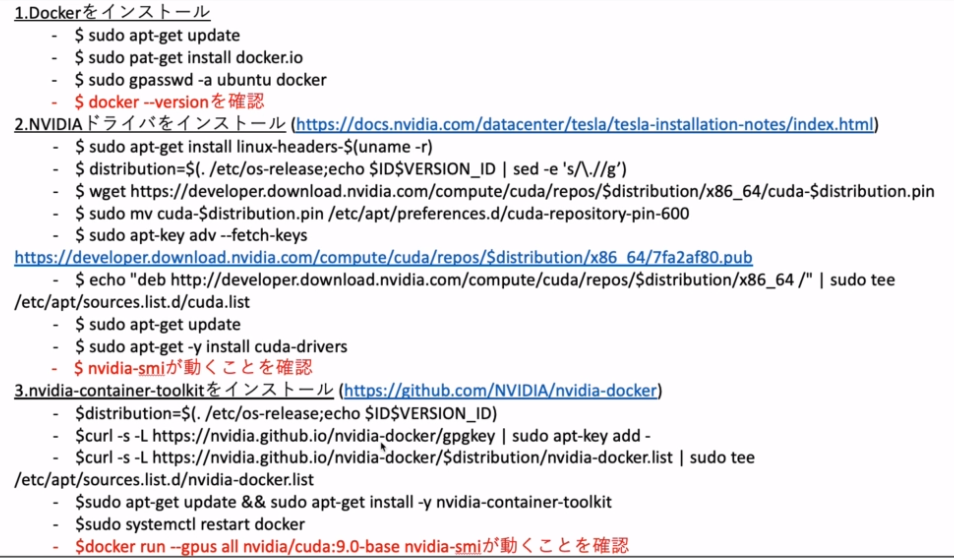 1.Dockerをインストール
- $ sudo apt-get update
- $ sudo pat-get install docker.io
- $ sudo gpasswd -a ubuntu docker
- $ docker --versionを確認
2.NVIDIAドライバをインストール (https://docs.nvidia.com/datacenter/tesla/tesla-installation-notes/index.html)
- $ sudo apt-get install linux-headers-$(uname -r)
- $ distribution=$(. /etc/os-release;echo $ID$VERSION_ID | sed -e 's/\.//g’)
- $ wget https://developer.download.nvidia.com/compute/cuda/repos/$distribution/x86_64/cuda-$distribution.pin
- $ sudo mv cuda-$distribution.pin /etc/apt/preferences.d/cuda-repository-pin-600
- $ sudo apt-key adv --fetch-keys
https://developer.download.nvidia.com/compute/cuda/repos/$distribution/x86_64/7fa2af80.pub
- $ echo "deb http://developer.download.nvidia.com/compute/cuda/repos/$distribution/x86_64 /" | sudo tee
/etc/apt/sources.list.d/cuda.list
- $ sudo apt-get update
- $ sudo apt-get -y install cuda-drivers
- $ nvidia-smiが動くことを確認
3.nvidia-container-toolkitをインストール (https://github.com/NVIDIA/nvidia-docker)
- $distribution=$(. /etc/os-release;echo $ID$VERSION_ID)
- $curl -s -L https://nvidia.github.io/nvidia-docker/gpgkey | sudo apt-key add -
- $curl -s -L https://nvidia.github.io/nvidia-docker/$distribution/nvidia-docker.list | sudo tee
/etc/apt/sources.list.d/nvidia-docker.list
- $sudo apt-get update && sudo apt-get install -y nvidia-container-toolkit
- $sudo systemctl restart docker
- $docker run --gpus all nvidia/cuda:9.0-base nvidia-smiが動くことを確認